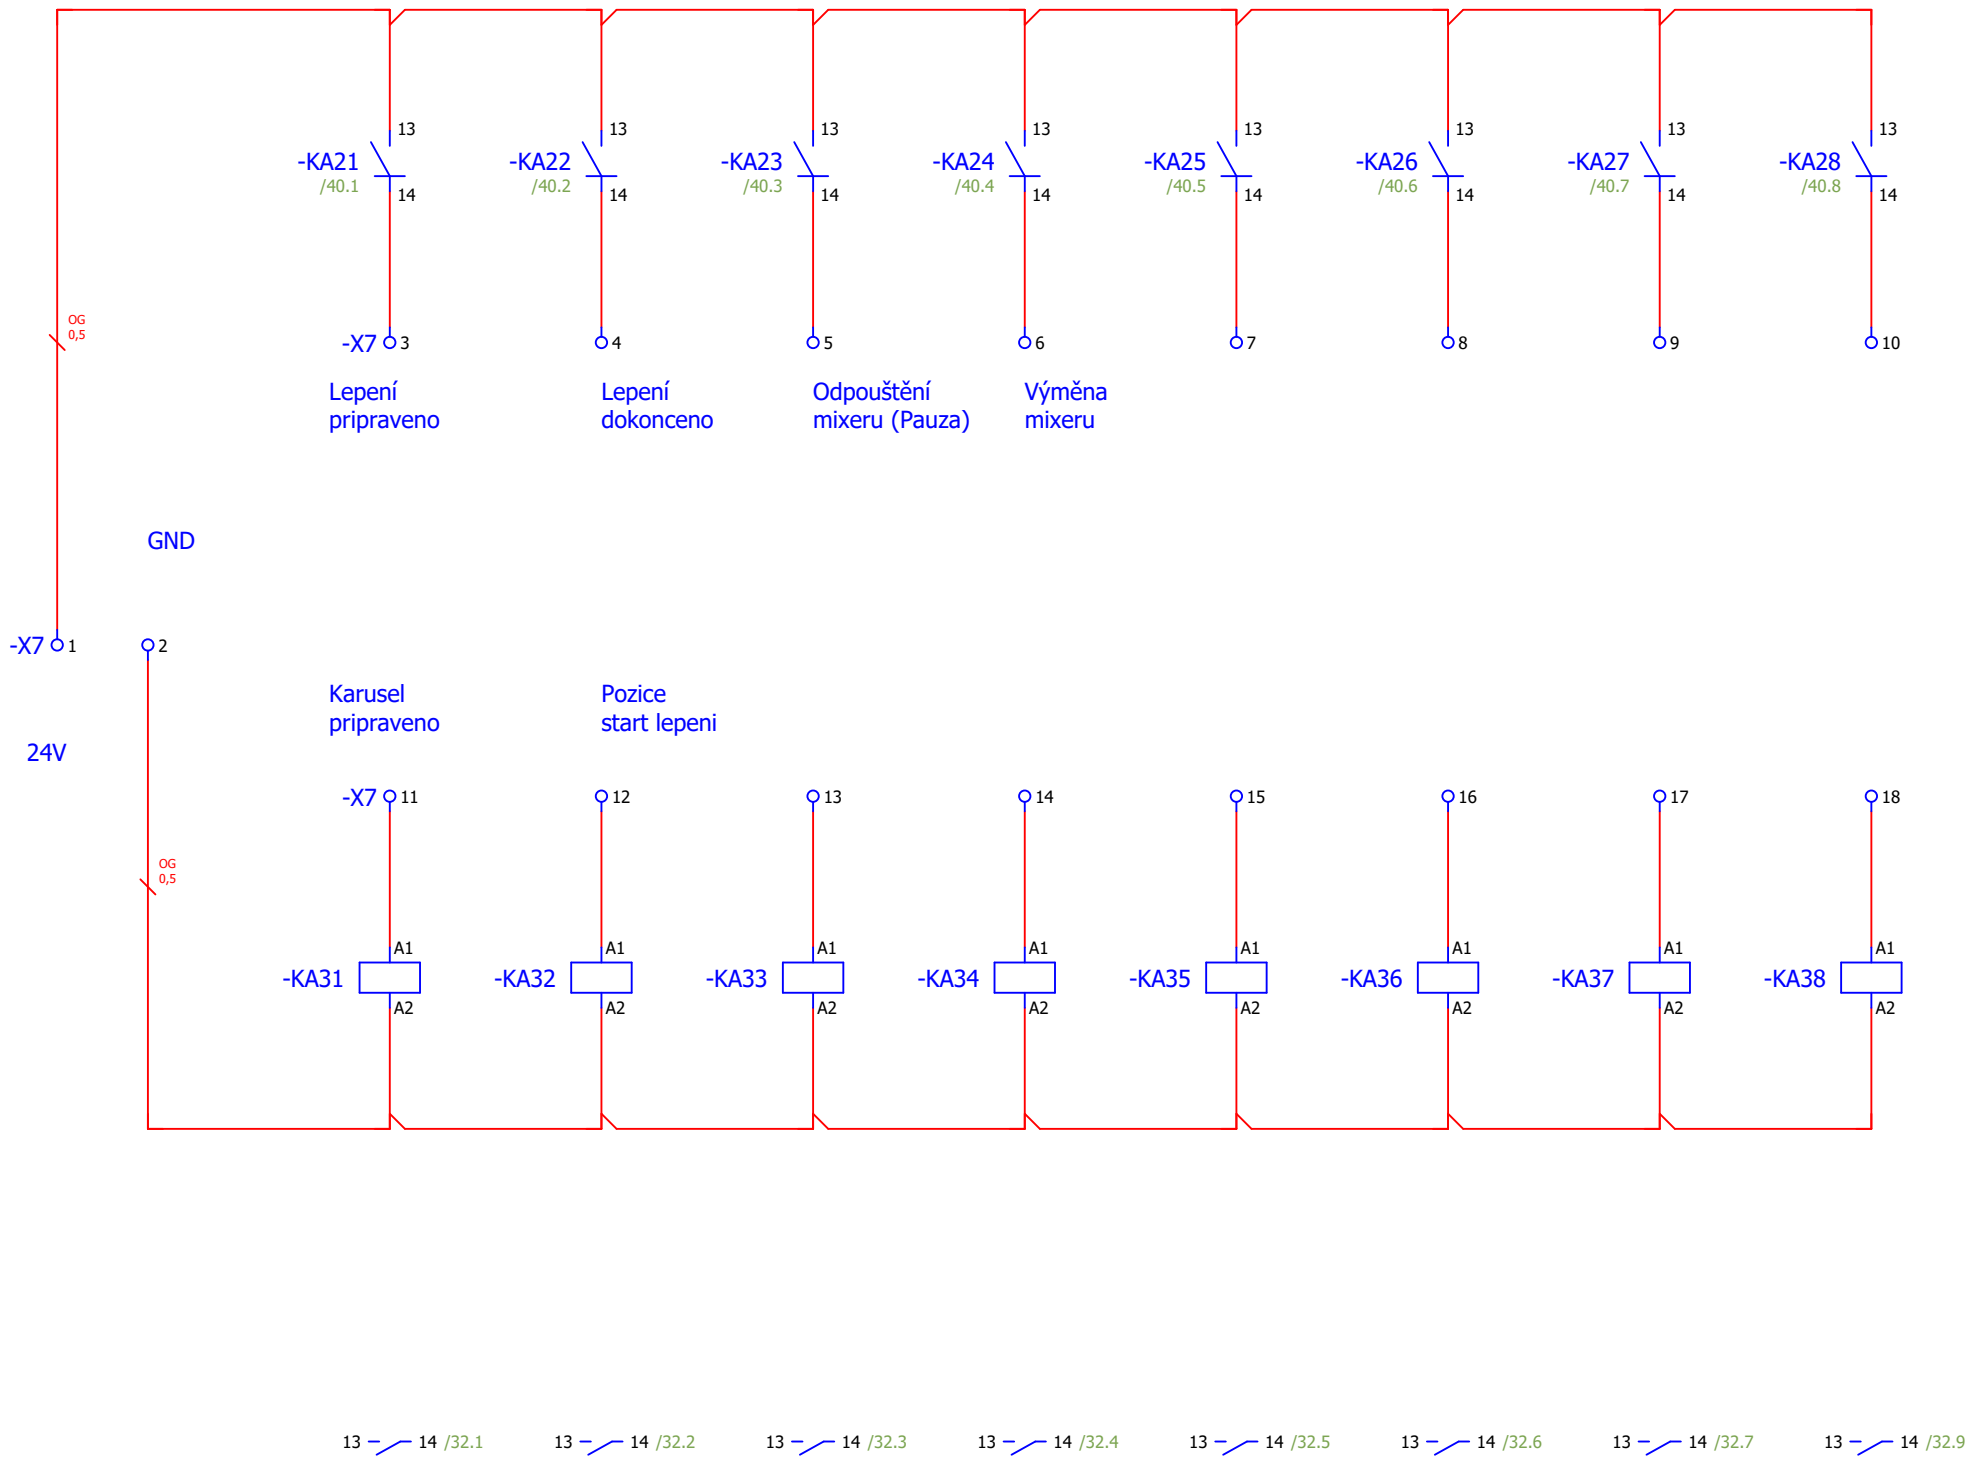 13 13 13 13 13 13 13 13
-KA21 -KA22 -KA23 -KA24 -KA25 -KA26 -KA27 -KA28
/40.1 /40.2 /40.3 /40.4 /40.5 /40.6 /40.7 /40.8
14 14 14 14 14 14 14 14
OG
0,5
-X7 3 4 5 6 7 8 9 10
Lepení
pripraveno
Lepení
dokonceno
Odpouštění
mixeru (Pauza)
Výměna
mixeru
GND
-X7 1 2
Karusel
pripraveno
Pozice
start lepeni
24V
-X7 11 12 13 14 15 16 17 18
OG
0,5
A1 A1 A1 A1 A1 A1 A1 A1
-KA31 -KA32 -KA33 -KA34 -KA35 -KA36 -KA37 -KA38
A2 A2 A2 A2 A2 A2 A2 A2
13 14 /32.1 13 14 /32.2 13 14 /32.3 13 14 /32.4 13 14 /32.5 13 14 /32.6 13 14 /32.7 13 14 /32.9